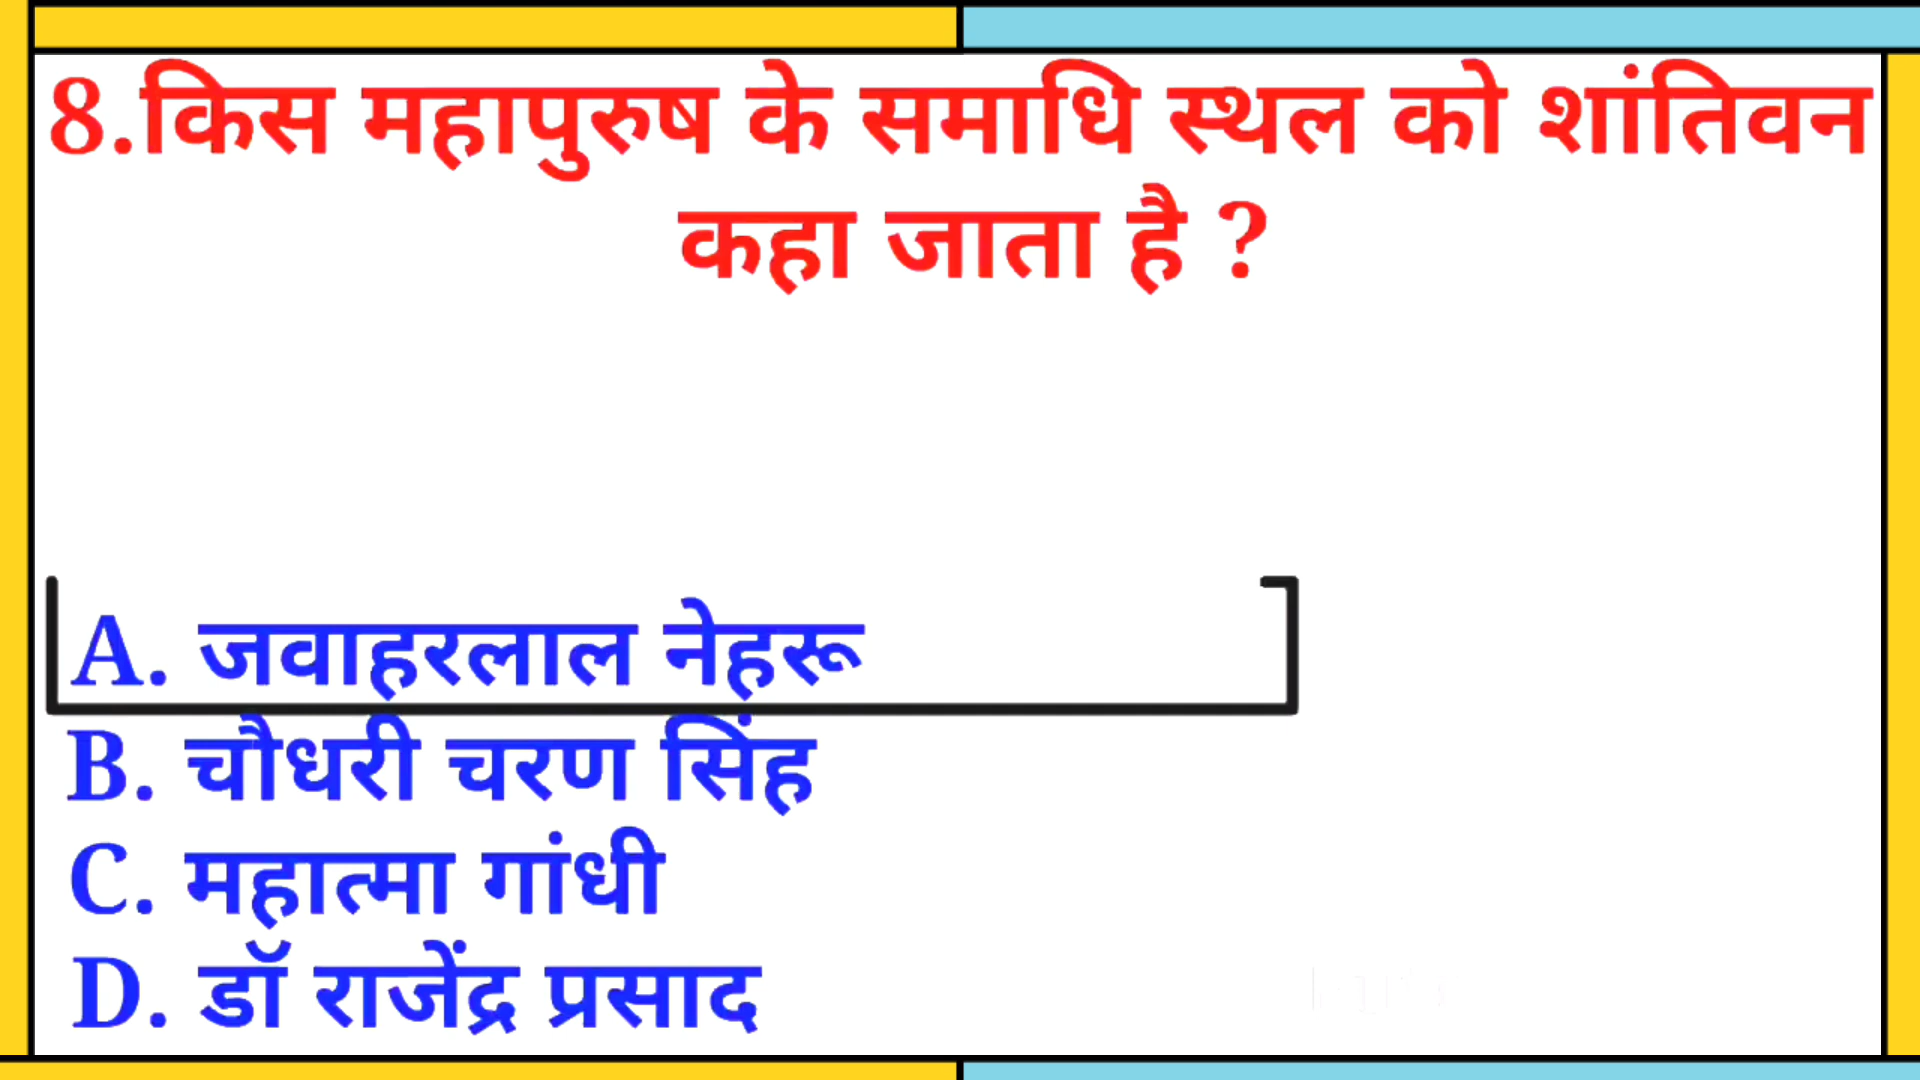 8.किस महापुरुष के समाधि स्थल को शांतिवन
कहा जाता है ?
A. जवाहरलाल नेहरू
B. चौधरी चरण सिंह
C. महात्मा गांधी
D. डॉ राजेंद्र प्रसाद